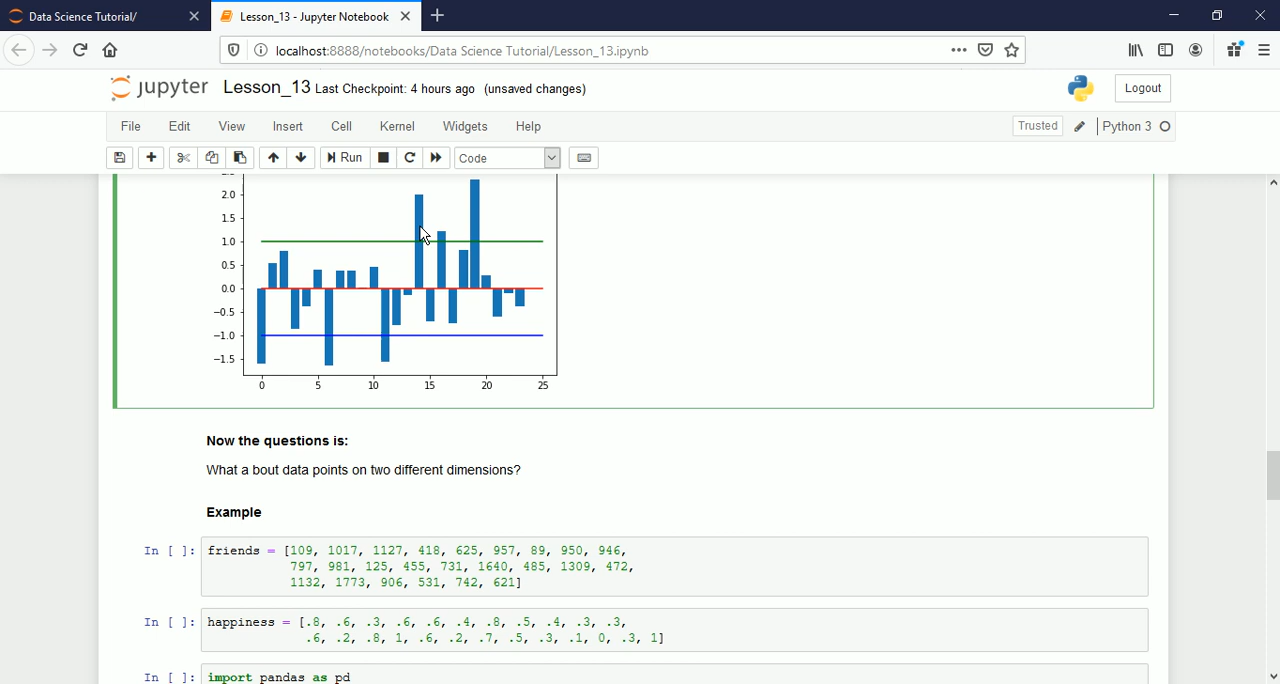 Data Science Tutorial/
Lesson_13 - Jupyter Notebook
localhost:8888/notebooks/Data Science Tutorial/Lesson_13.ipynb
jupyter Lesson_13 Last Checkpoint: 4 hours ago (unsaved changes)
Logout
File Edit View Insert Cell Kernel Widgets Help
Trusted Python 3
Run Code
2.0
1.5
1.0
0.5
0.0
−0.5
−1.0
−1.5
0 5 10 15 20 25
Now the questions is:
What a bout data points on two different dimensions?
Example
In [ ]: friends = [109, 1017, 1127, 418, 625, 957, 89, 950, 946,
797, 981, 125, 455, 731, 1640, 485, 1309, 472,
1132, 1773, 906, 531, 742, 621]
In [ ]: happiness = [.8, .6, .3, .6, .6, .4, .8, .5, .4, .3, .3,
.6, .2, .8, 1, .6, .2, .7, .5, .3, .1, 0, .3, 1]
In [ ]: import pandas as pd